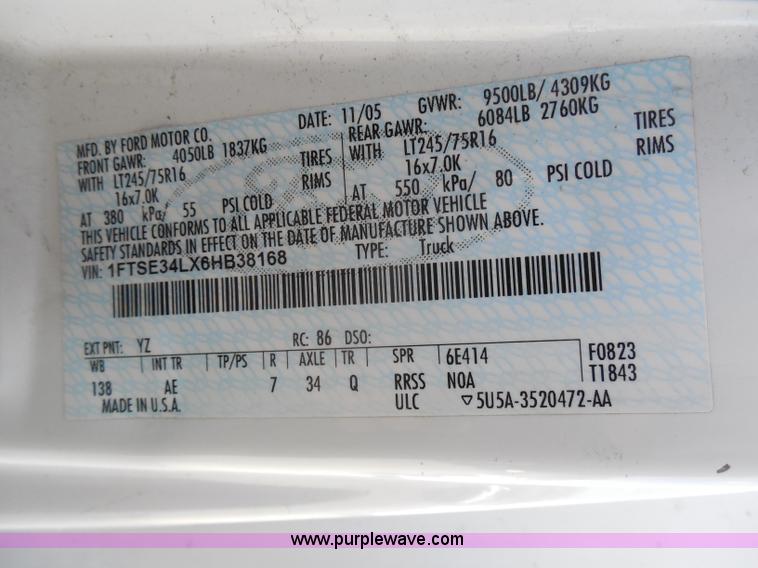 MFD. BY FORD MOTOR CO. DATE: 11/05 GVWR: 9500LB/ 4309KG
FRONT GAWR: 4050LB 1837KG REAR GAWR: 6084LB 2760KG
WITH LT245/75R16 TIRES WITH LT245/75R16 TIRES
16x7.0K RIMS 16x7.0K RIMS
AT 380 kPa/ 55 PSI COLD AT 550 kPa/ 80 PSI COLD
THIS VEHICLE CONFORMS TO ALL APPLICABLE FEDERAL MOTOR VEHICLE
SAFETY STANDARDS IN EFFECT ON THE DATE OF MANUFACTURE SHOWN ABOVE.
VIN: 1FTSE34LX6HB38168 TYPE: Truck
EXT PNT: YZ RC: 86 DSO:
WB INT TR TP/PS R AXLE TR SPR 6E414 F0823
138 AE 7 34 Q RRSS NOA T1843
MADE IN U.S.A. ULC ▽5U5A-3520472-AA
www.purplewave.com